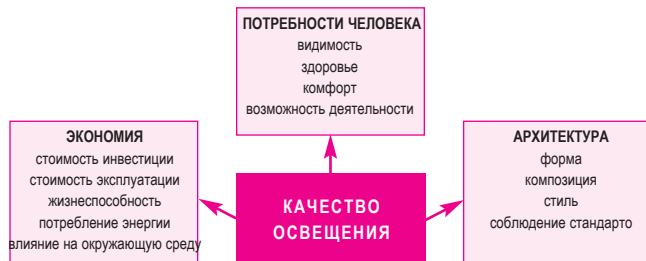 ПОТРЕБНОСТИ ЧЕЛОВЕКА
видимость
здоровье
комфорт
возможность деятельности
ЭКОНОМИЯ
стоимость инвестиции
стоимость эксплуатации
жизнеспособность
потребление энергии
влияние на окружающую среду
КАЧЕСТВО
ОСВЕЩЕНИЯ
АРХИТЕКТУРА
форма
композиция
стиль
соблюдение стандарто